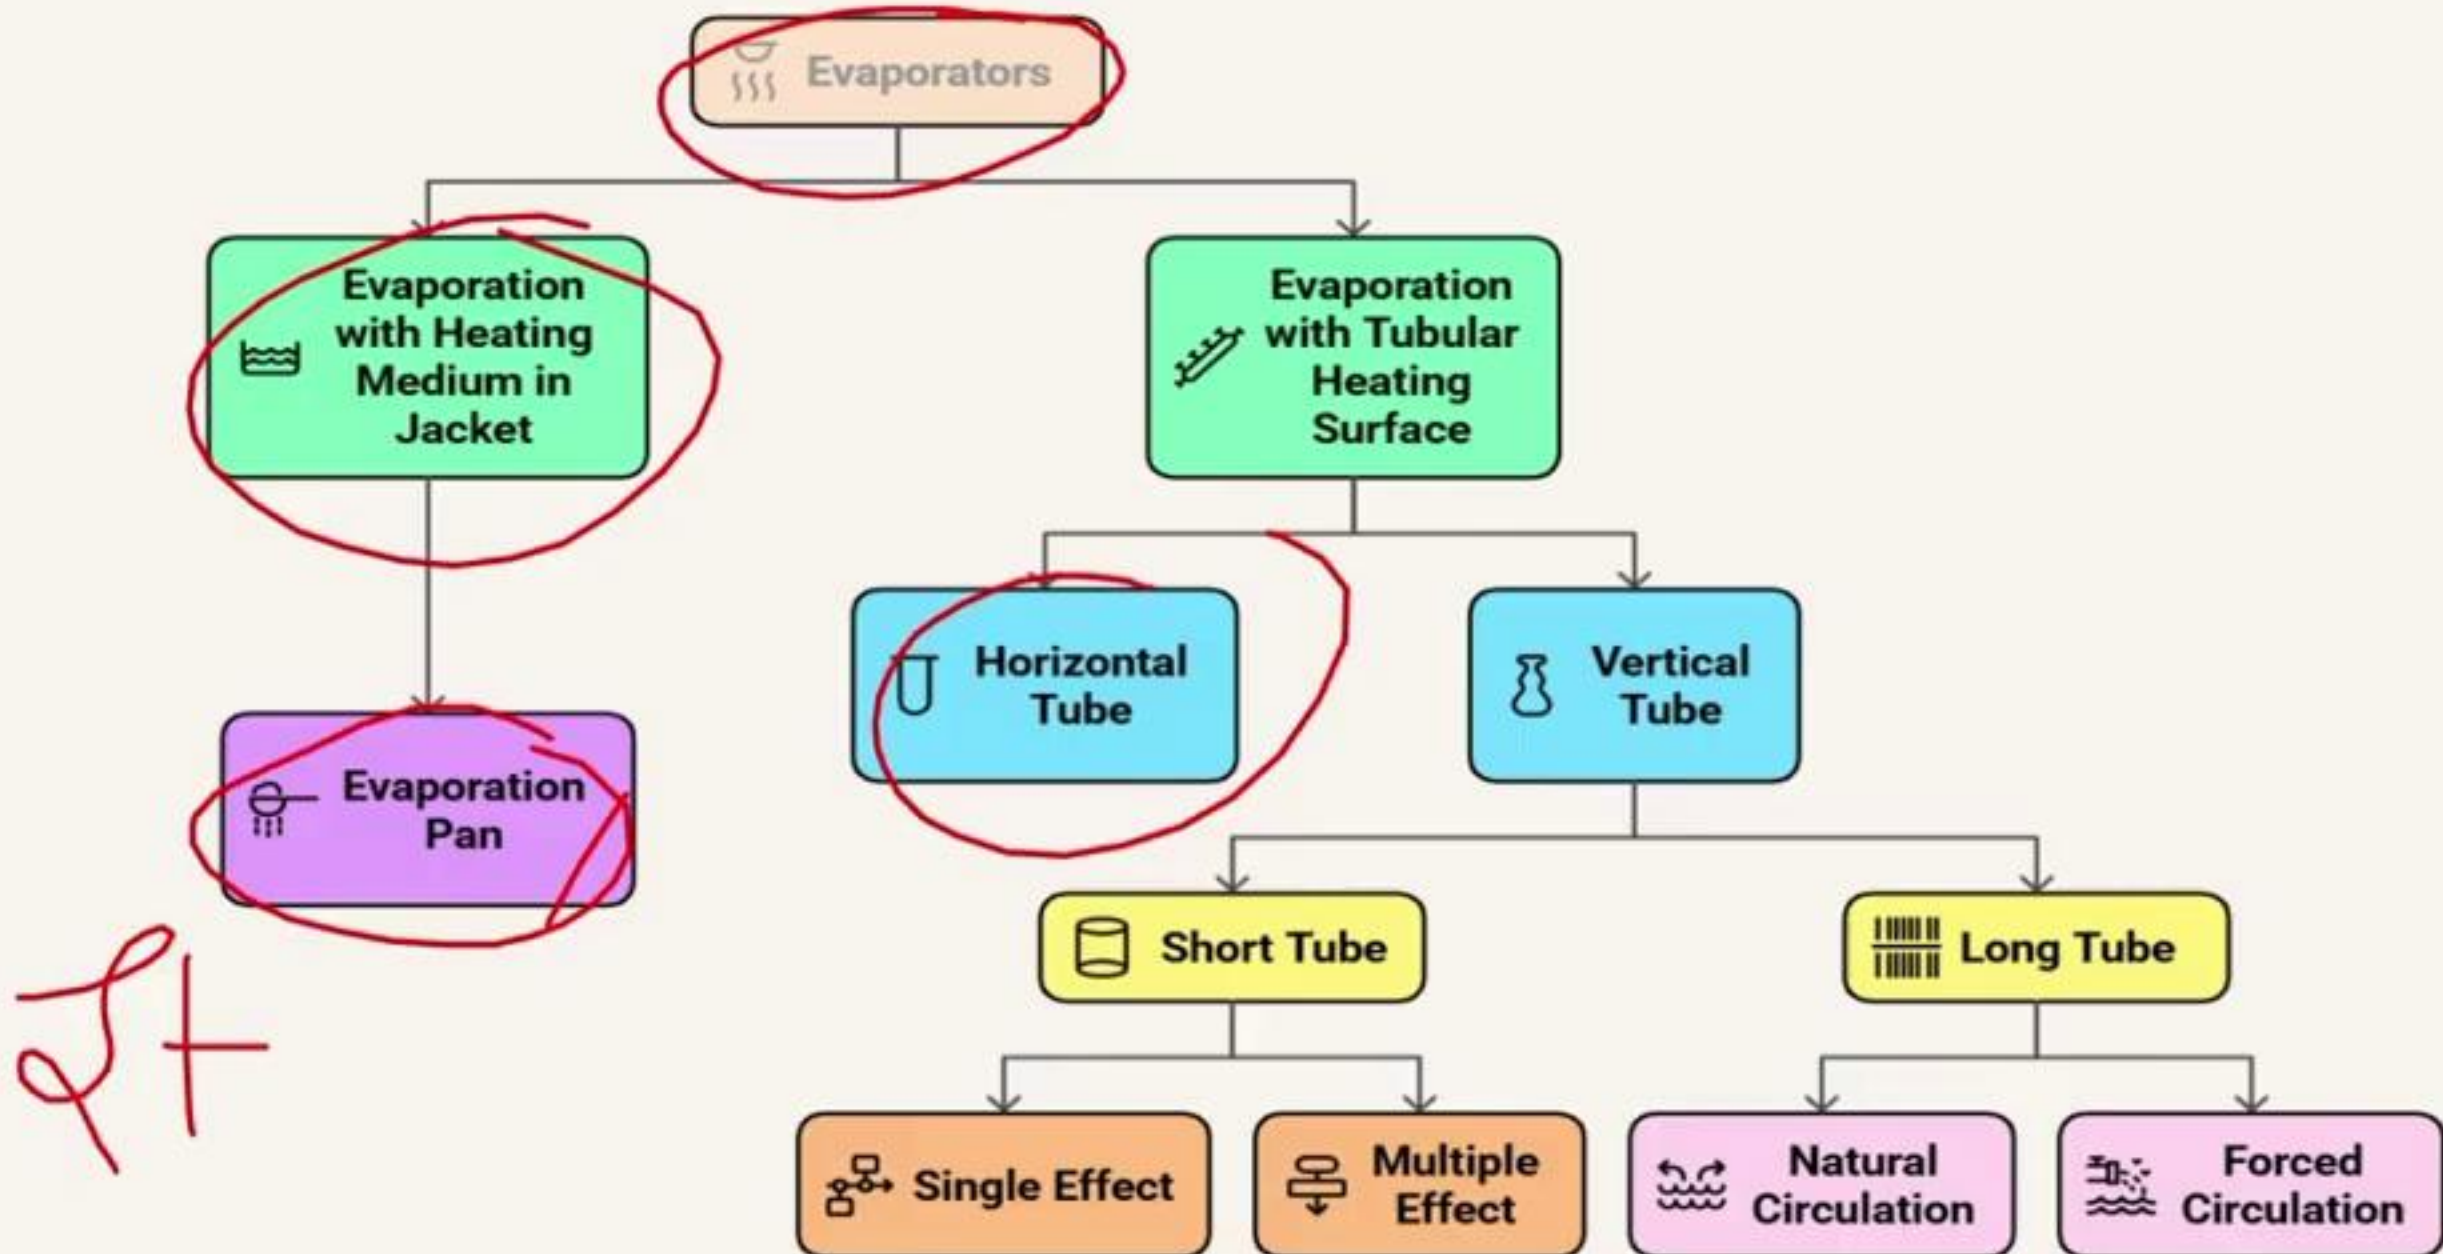 Evaporators
Evaporation
with Heating
Medium in
Jacket
Evaporation
with Tubular
Heating
Surface
Horizontal
Tube
Vertical
Tube
Evaporation
Pan
Short Tube
Long Tube
Single Effect
Multiple
Effect
Natural
Circulation
Forced
Circulation